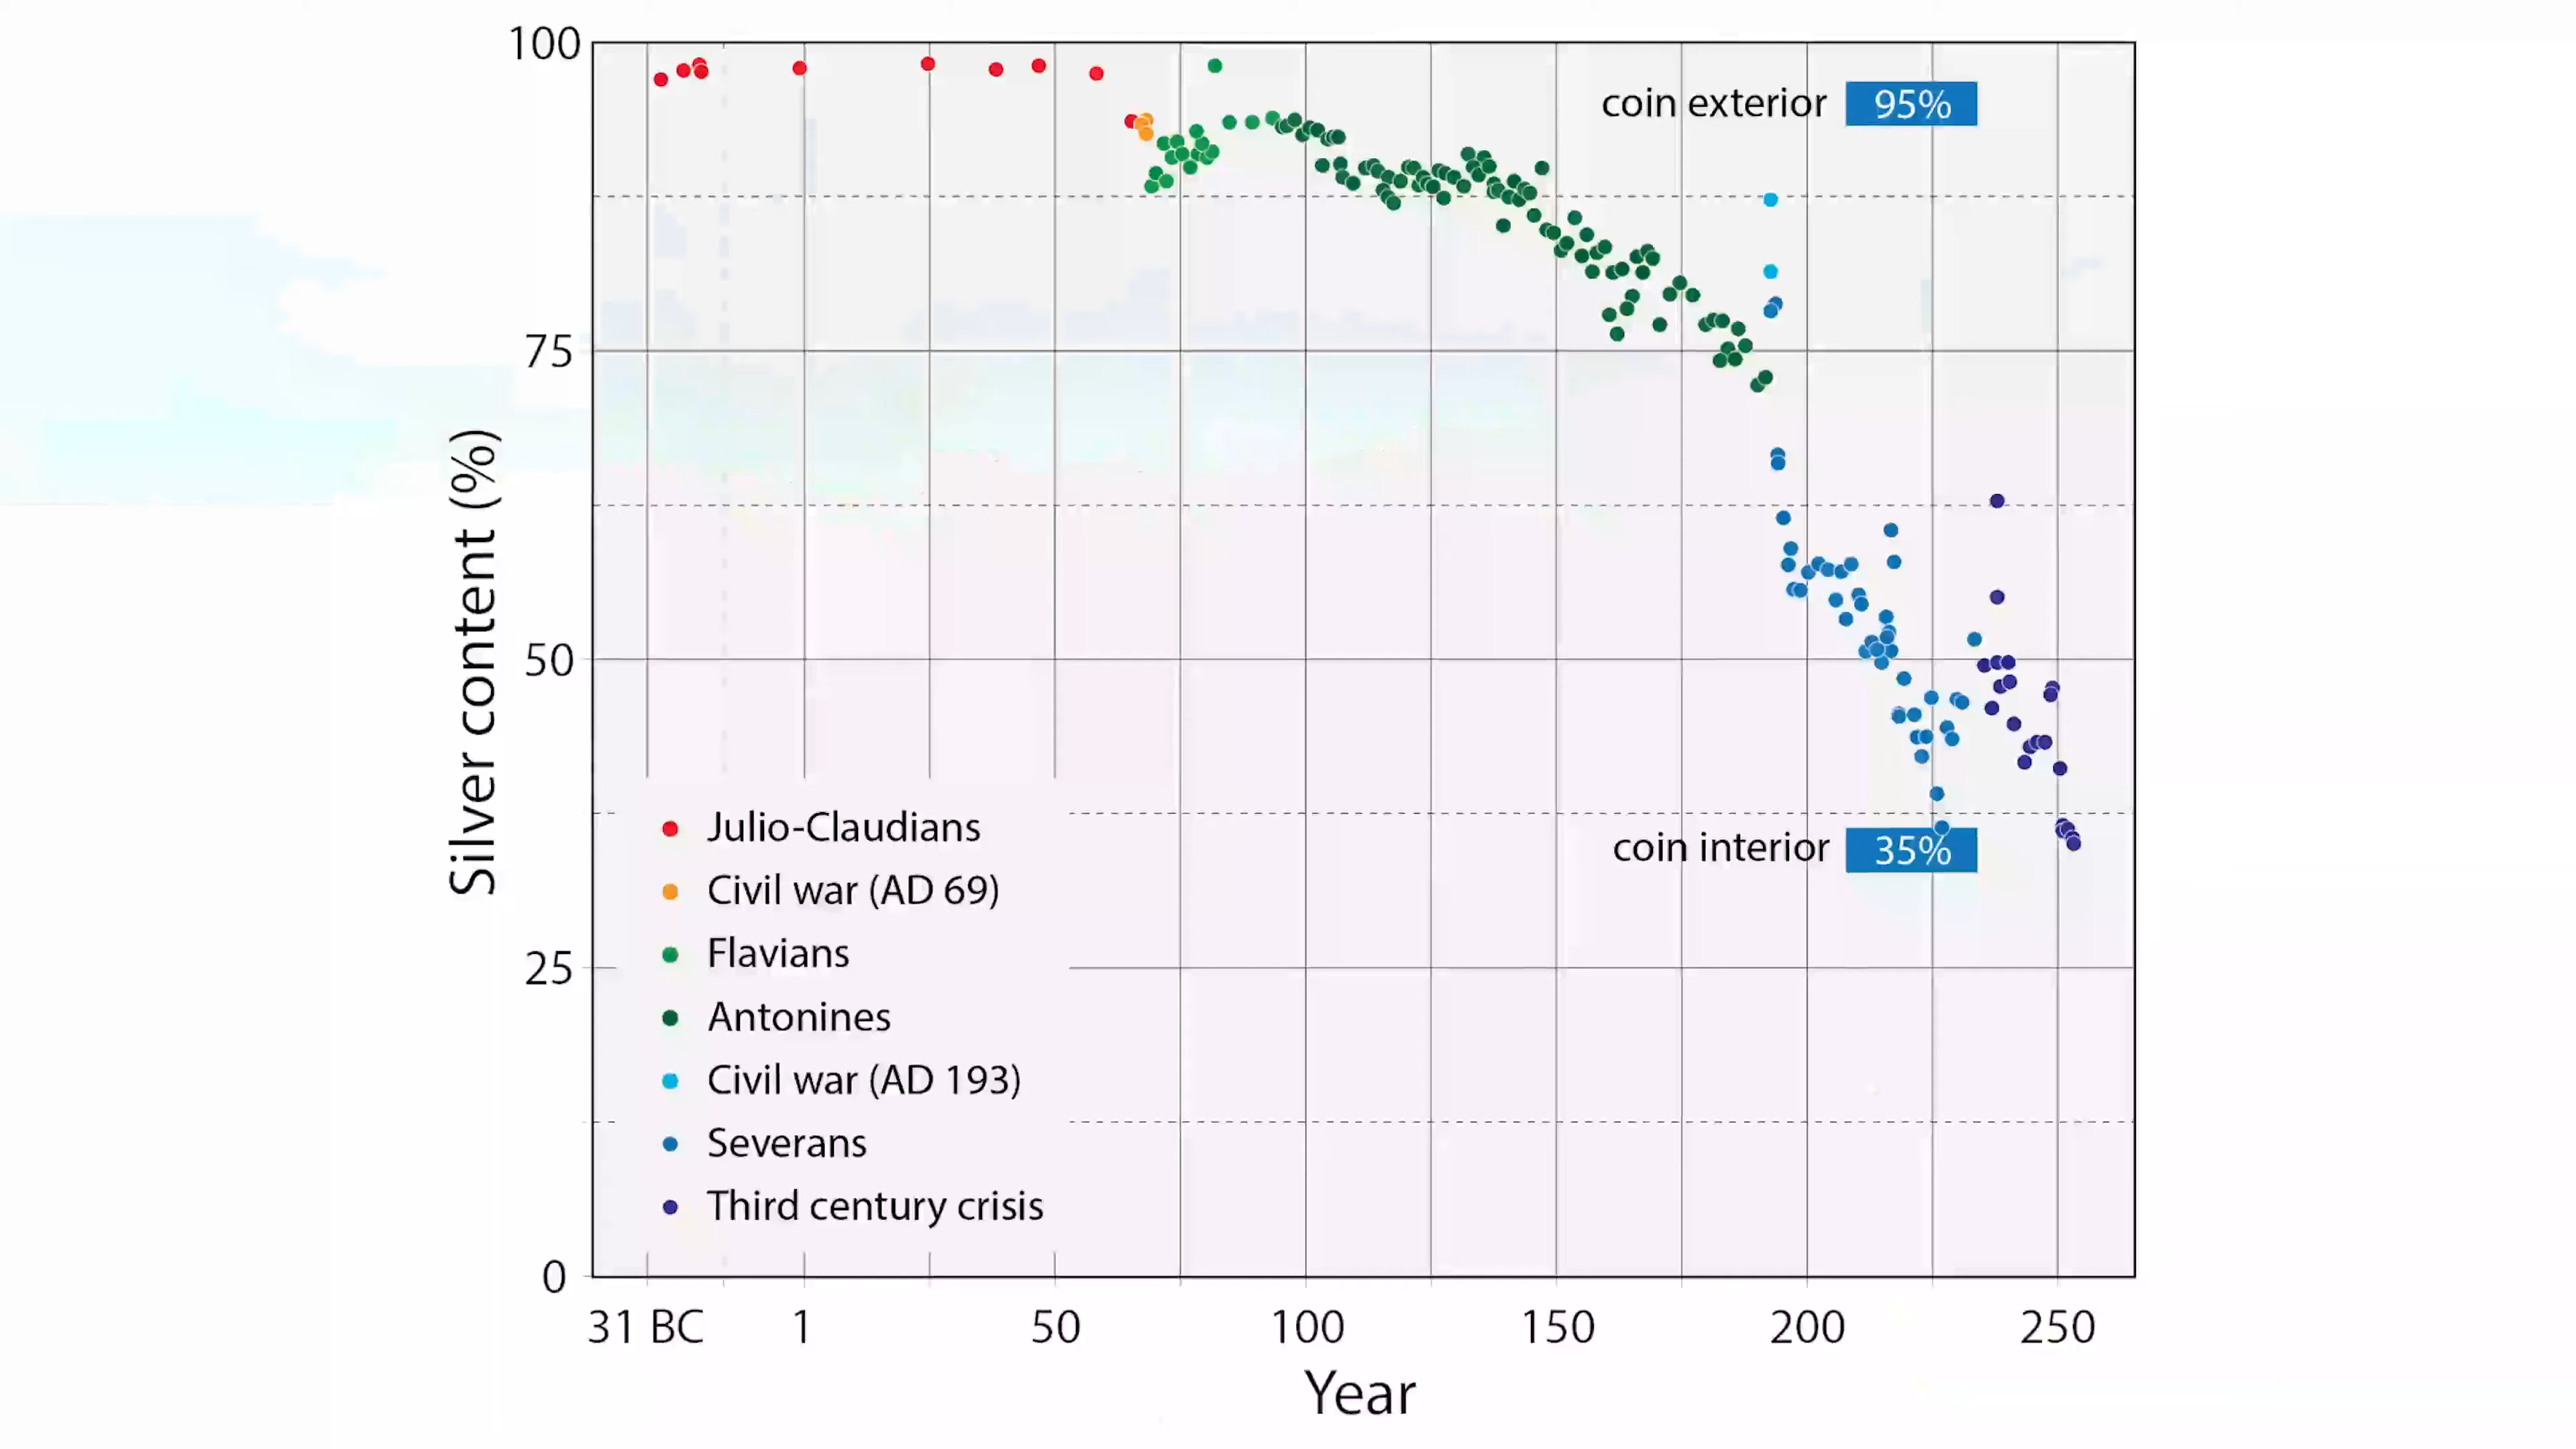 100
coin exterior 95%
75
Silver content (%)
50
coin interior 35%
25
Julio-Claudians
Civil war (AD 69)
Flavians
Antonines
Civil war (AD 193)
Severans
Third century crisis
0
31 BC 1 50 100 150 200 250
Year